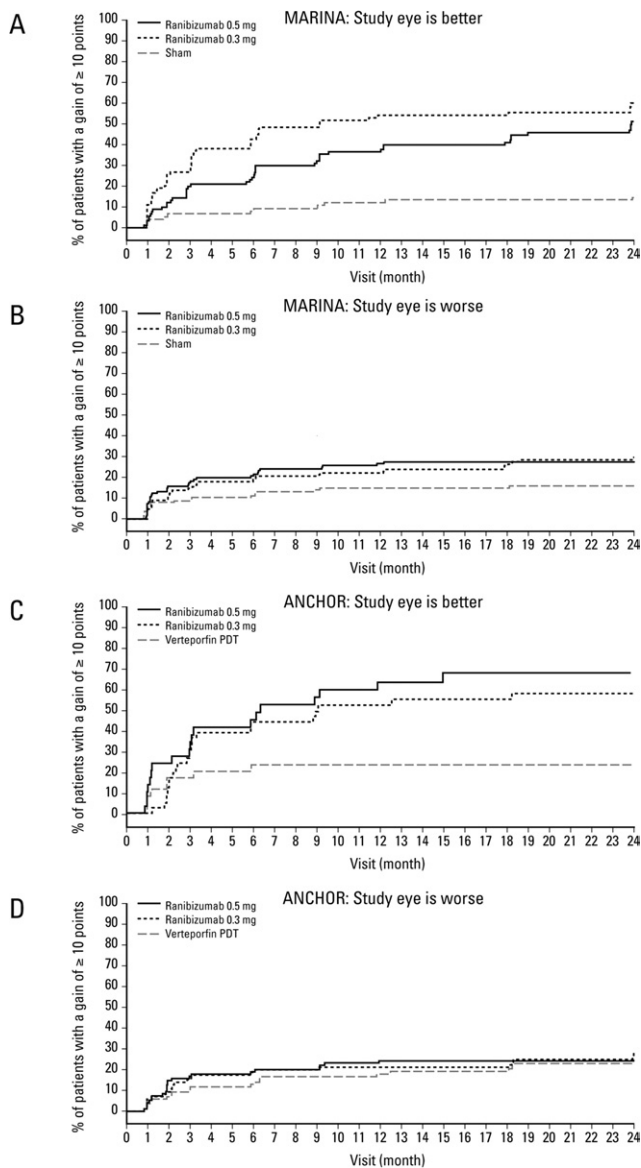 A
MARINA: Study eye is better
Ranibizumab 0.5 mg
Ranibizumab 0.3 mg
Sham
% of patients with a gain of ≥ 10 points
100
90
80
70
60
50
40
30
20
10
0
0 1 2 3 4 5 6 7 8 9 10 11 12 13 14 15 16 17 18 19 20 21 22 23 24
Visit (month)
B
MARINA: Study eye is worse
Ranibizumab 0.5 mg
Ranibizumab 0.3 mg
Sham
% of patients with a gain of ≥ 10 points
100
90
80
70
60
50
40
30
20
10
0
0 1 2 3 4 5 6 7 8 9 10 11 12 13 14 15 16 17 18 19 20 21 22 23 24
Visit (month)
C
ANCHOR: Study eye is better
Ranibizumab 0.5 mg
Ranibizumab 0.3 mg
Verteporfin PDT
% of patients with a gain of ≥ 10 points
100
90
80
70
60
50
40
30
20
10
0
0 1 2 3 4 5 6 7 8 9 10 11 12 13 14 15 16 17 18 19 20 21 22 23 24
Visit (month)
D
ANCHOR: Study eye is worse
Ranibizumab 0.5 mg
Ranibizumab 0.3 mg
Verteporfin PDT
% of patients with a gain of ≥ 10 points
100
90
80
70
60
50
40
30
20
10
0
0 1 2 3 4 5 6 7 8 9 10 11 12 13 14 15 16 17 18 19 20 21 22 23 24
Visit (month)